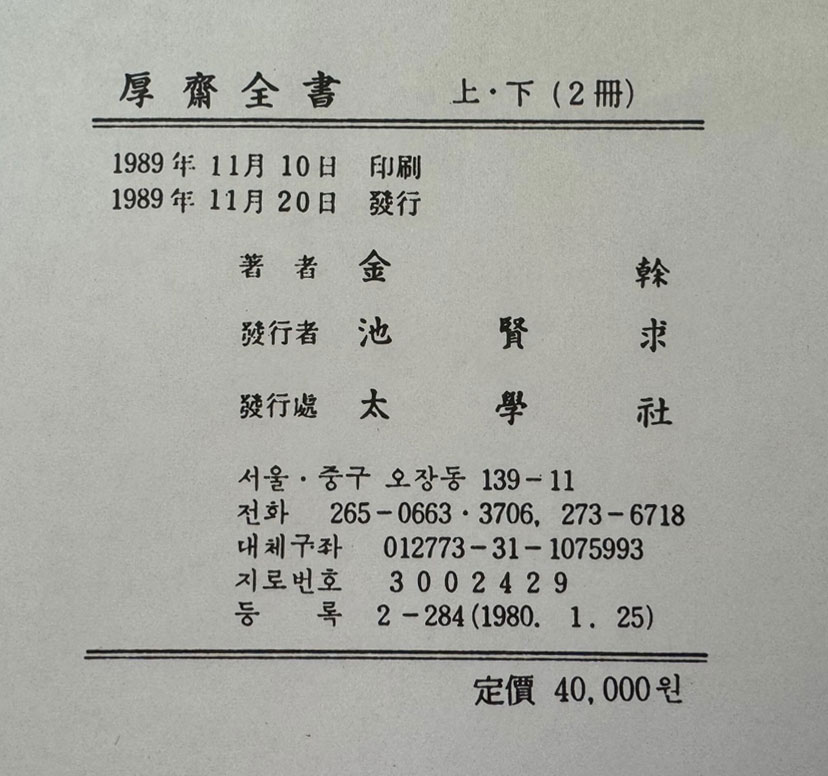 厚齋全書 上·下 (2冊)
1989年 11月 10日 印刷
1989年 11月 20日 發行
著者 金榦
發行者 池賢求
發行處 太學社
서울·중구 오장동 139-11
전화 265-0663·3706, 273-6718
대체구좌 012773-31-1075993
지로번호 3002429
등록 2-284(1980. 1. 25)
定價 40,000원